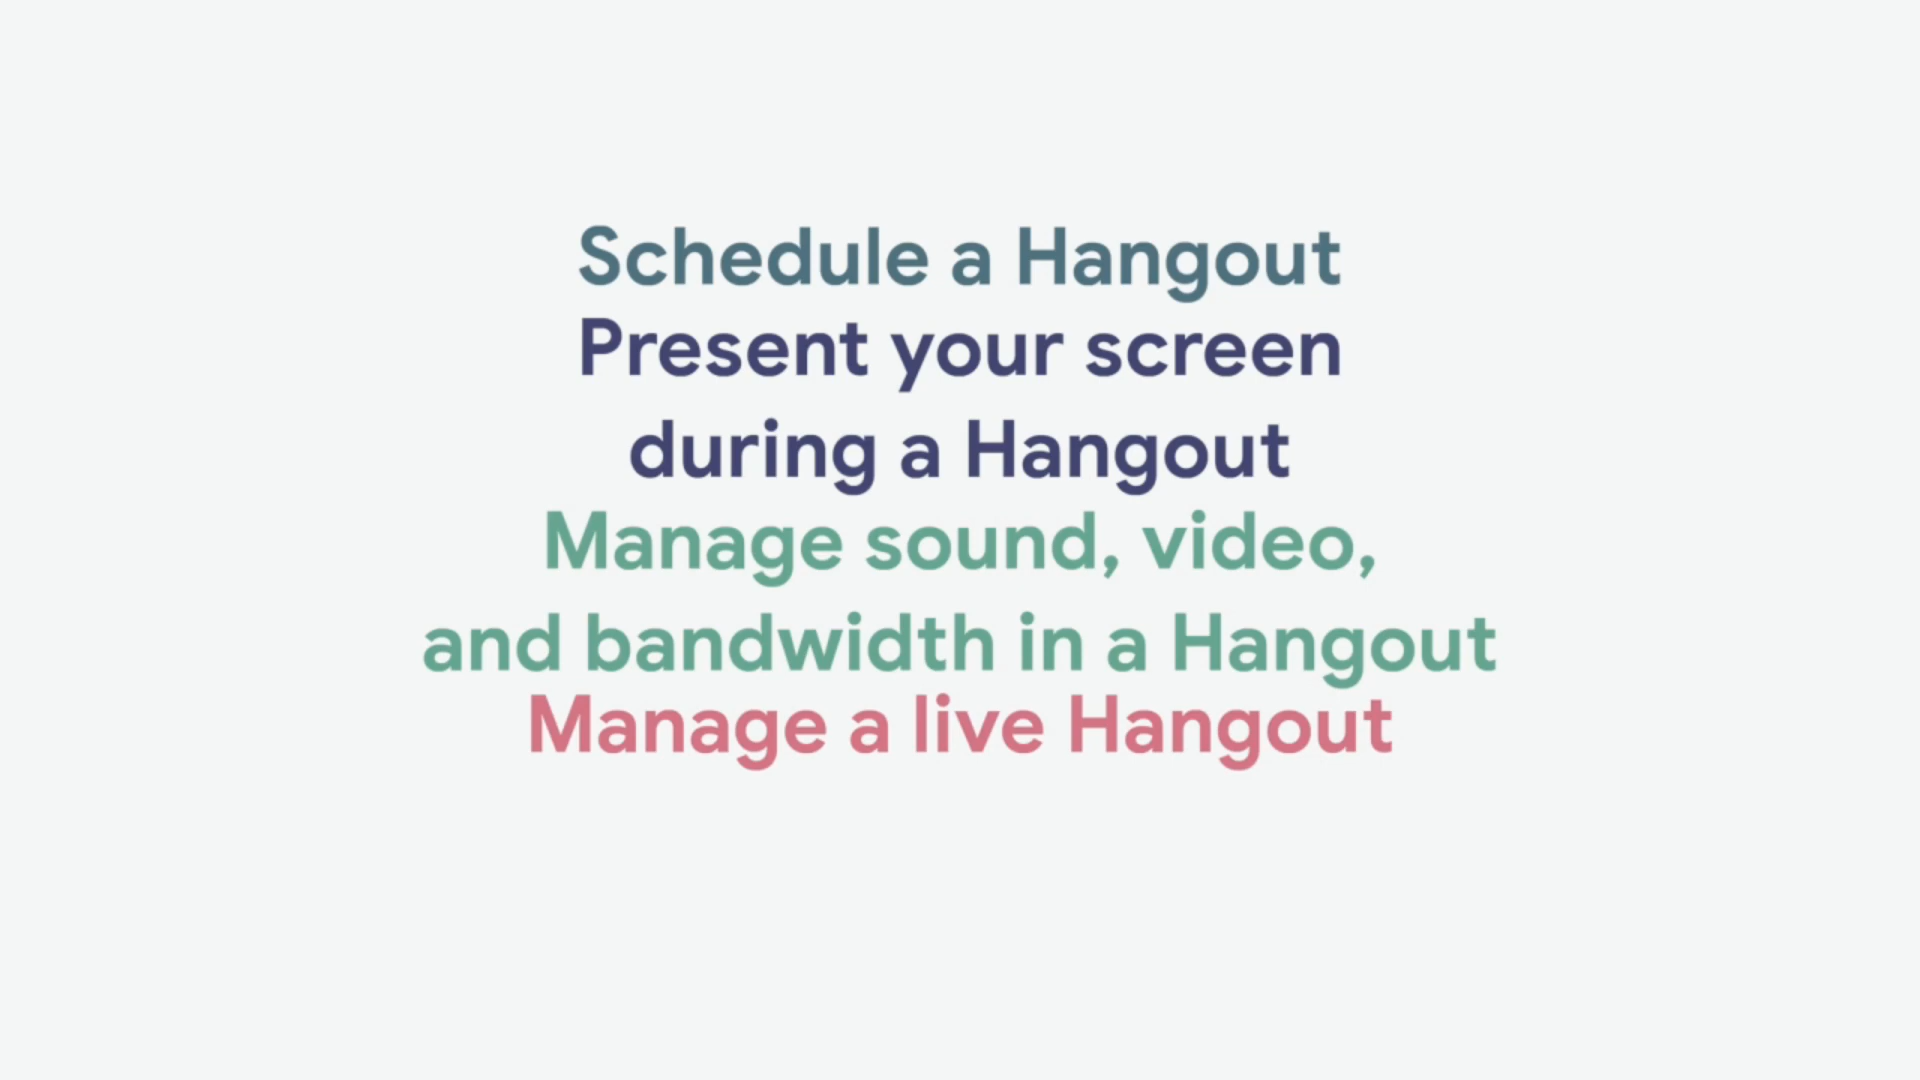 Schedule a Hangout
Present your screen
during a Hangout
Manage sound, video,
and bandwidth in a Hangout
Manage a live Hangout